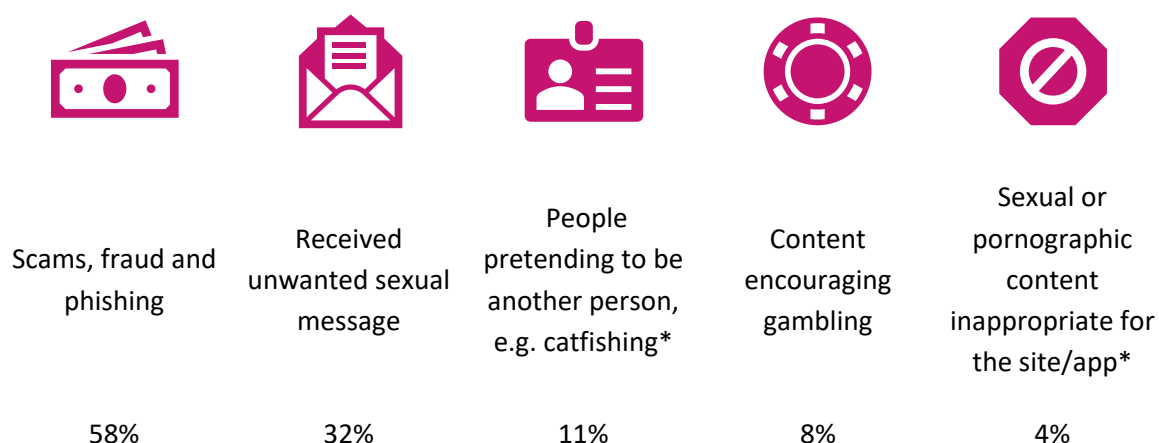 Scams, fraud and
phishing
Received
unwanted sexual
message
People
pretending to be
another person,
e.g. catfishing*
Content
encouraging
gambling
Sexual or
pornographic
content
inappropriate for
the site/app*
58%
32%
11%
8%
4%